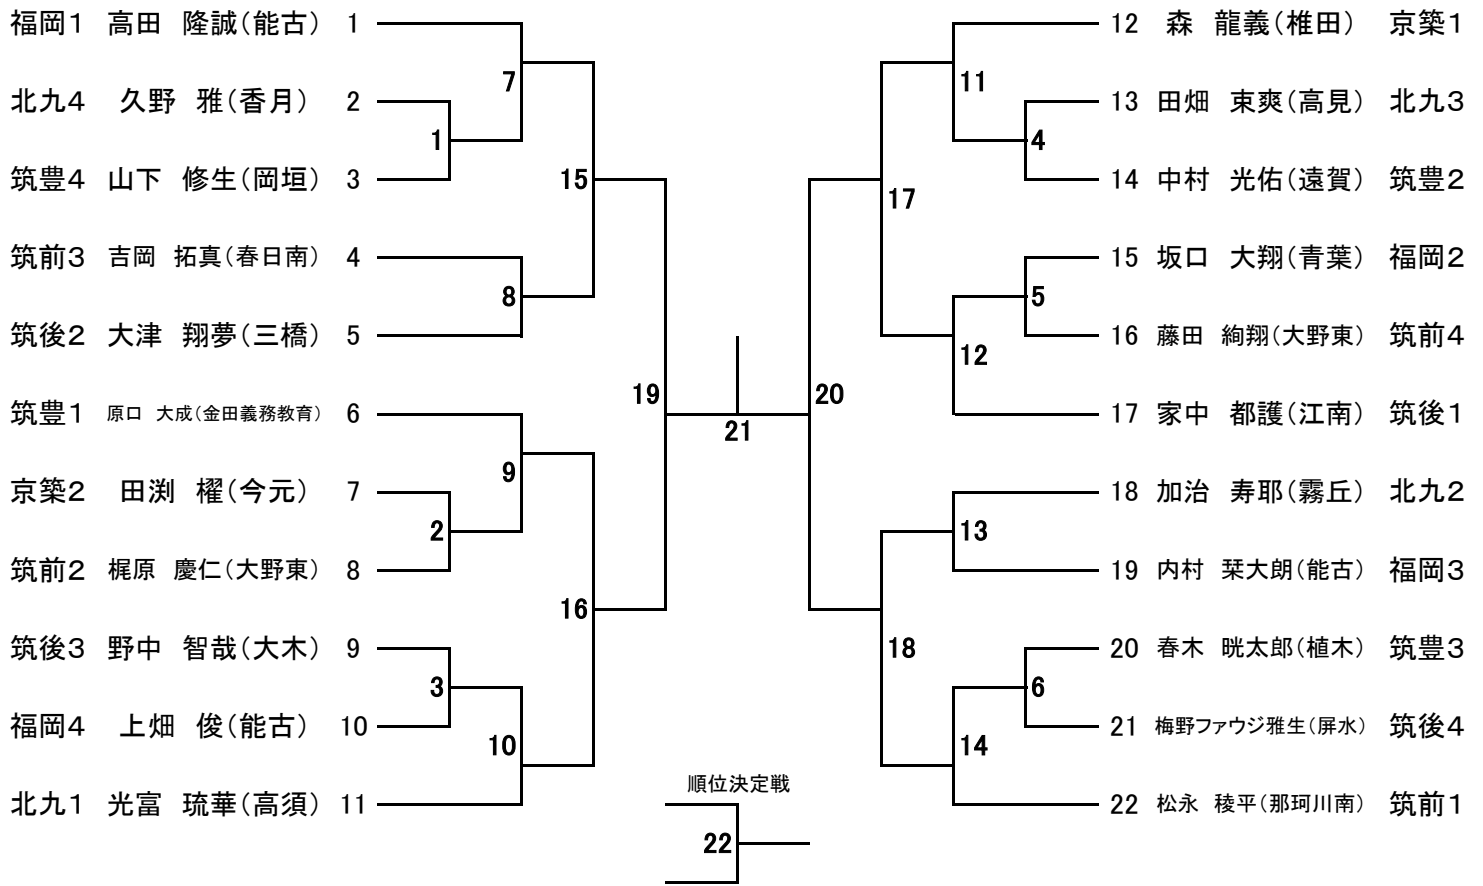 福岡１ 高田 隆誠(能古) 1
北九４ 久野 雅(香月) 2
筑豊４ 山下 修生(岡垣) 3
筑前３ 吉岡 拓真(春日南) 4
筑後２ 大津 翔夢(三橋) 5
筑豊１ 原口 大成(金田義務教育) 6
京築２ 田渕 櫂(今元) 7
筑前２ 梶原 慶仁(大野東) 8
筑後３ 野中 智哉(大木) 9
福岡４ 上畑 俊(能古) 10
北九１ 光富 琉華(高須) 11
7
1
15
8
19
9
2
16
3
10
21
20
11
4
17
5
12
13
18
6
14
12 森 龍義(椎田) 京築１
13 田畑 束爽(高見) 北九３
14 中村 光佑(遠賀) 筑豊２
15 坂口 大翔(青葉) 福岡２
16 藤田 絢翔(大野東) 筑前４
17 家中 都護(江南) 筑後１
18 加治 寿耶(霧丘) 北九２
19 内村 栞大朗(能古) 福岡３
20 春木 晄太郎(植木) 筑豊３
21 梅野ファウジ雅生(屏水) 筑後４
22 松永 稜平(那珂川南) 筑前１
順位決定戦
22